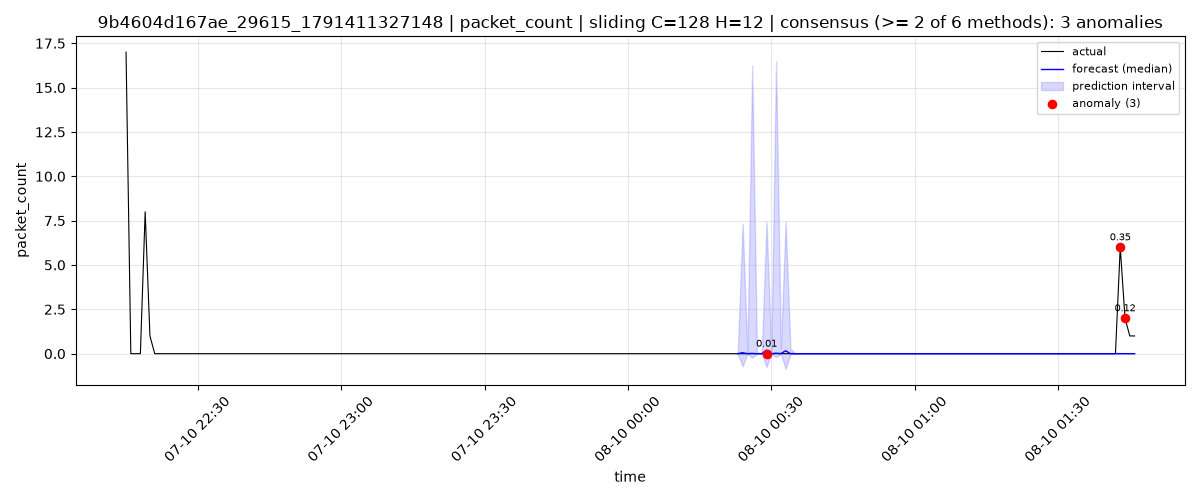 9b4604d167ae_29615_1791411327148 | packet_count | sliding C=128 H=12 | consensus (>= 2 of 6 methods): 3 anomalies
actual
forecast (median)
prediction interval
anomaly (3)
packet_count
17.5
15.0
12.5
10.0
7.5
5.0
2.5
0.0
0.01
0.35
0.12
07-10 22:30
07-10 23:00
07-10 23:30
08-10 00:00
08-10 00:30
08-10 01:00
08-10 01:30
time